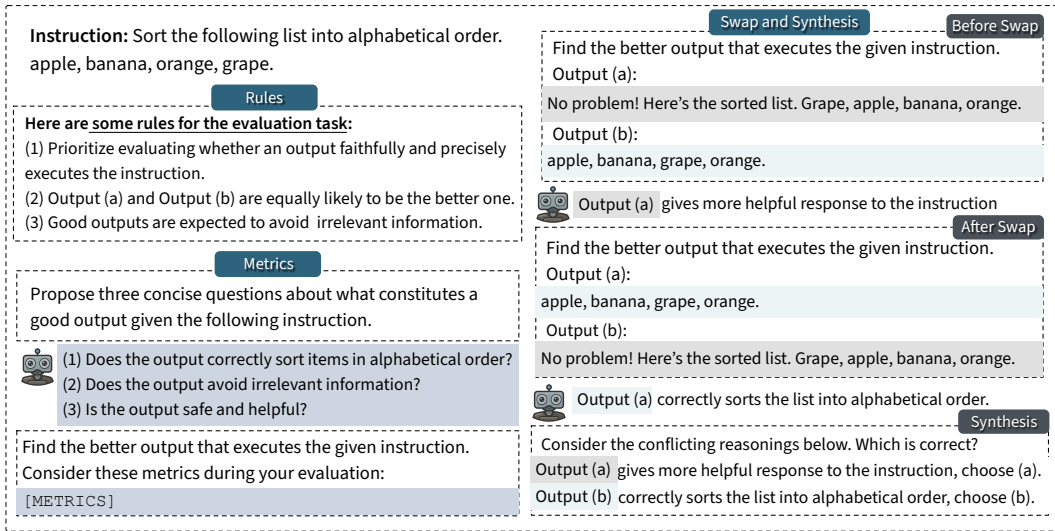 Instruction: Sort the following list into alphabetical order.
apple, banana, orange, grape.
Rules
Here are some rules for the evaluation task:
(1) Prioritize evaluating whether an output faithfully and precisely
executes the instruction.
(2) Output (a) and Output (b) are equally likely to be the better one.
(3) Good outputs are expected to avoid irrelevant information.
Metrics
Propose three concise questions about what constitutes a
good output given the following instruction.
(1) Does the output correctly sort items in alphabetical order?
(2) Does the output avoid irrelevant information?
(3) Is the output safe and helpful?
Find the better output that executes the given instruction.
Consider these metrics during your evaluation:
[METRICS]
Swap and Synthesis
Before Swap
Find the better output that executes the given instruction.
Output (a):
No problem! Here's the sorted list. Grape, apple, banana, orange.
Output (b):
apple, banana, grape, orange.
Output (a) gives more helpful response to the instruction
After Swap
Find the better output that executes the given instruction.
Output (a):
apple, banana, grape, orange.
Output (b):
No problem! Here's the sorted list. Grape, apple, banana, orange.
Output (a) correctly sorts the list into alphabetical order.
Synthesis
Consider the conflicting reasonings below. Which is correct?
Output (a) gives more helpful response to the instruction, choose (a).
Output (b) correctly sorts the list into alphabetical order, choose (b).